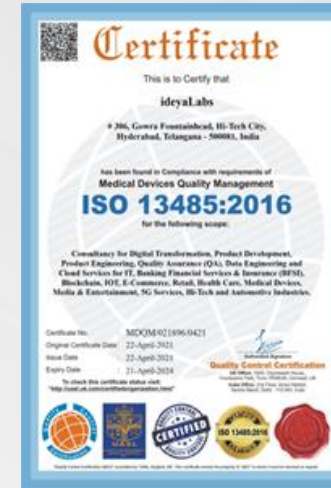 Certificate
This is to Certify that
ideyaLabs
# 306, Gowra Fountainhead, Hi-Tech City,
Hyderabad, Telangana - 500081, India
has been found in Compliance with requirements of
Medical Devices Quality Management
ISO 13485:2016
for the following scope:
Consultancy for Digital Transformation, Product Development,
Product Engineering, Quality Assurance (QA), Data Engineering and
Cloud Services for IT, Banking Financial Services & Insurance (BFSI),
Blockchain, IOT, E-Commerce, Retail, Health Care, Medical Devices,
Media & Entertainment, 5G Services, Hi-Tech and Automotive Industries.
Certificate No. MDQM/021896/0421
Original Certificate Date 22-April-2021
Issue Date 22-April-2021
Expiry Date : 21-April-2024
To check this certificate status visit:
Quality Control Certification
UASL
CERTIFIED
ISO 13485:2016